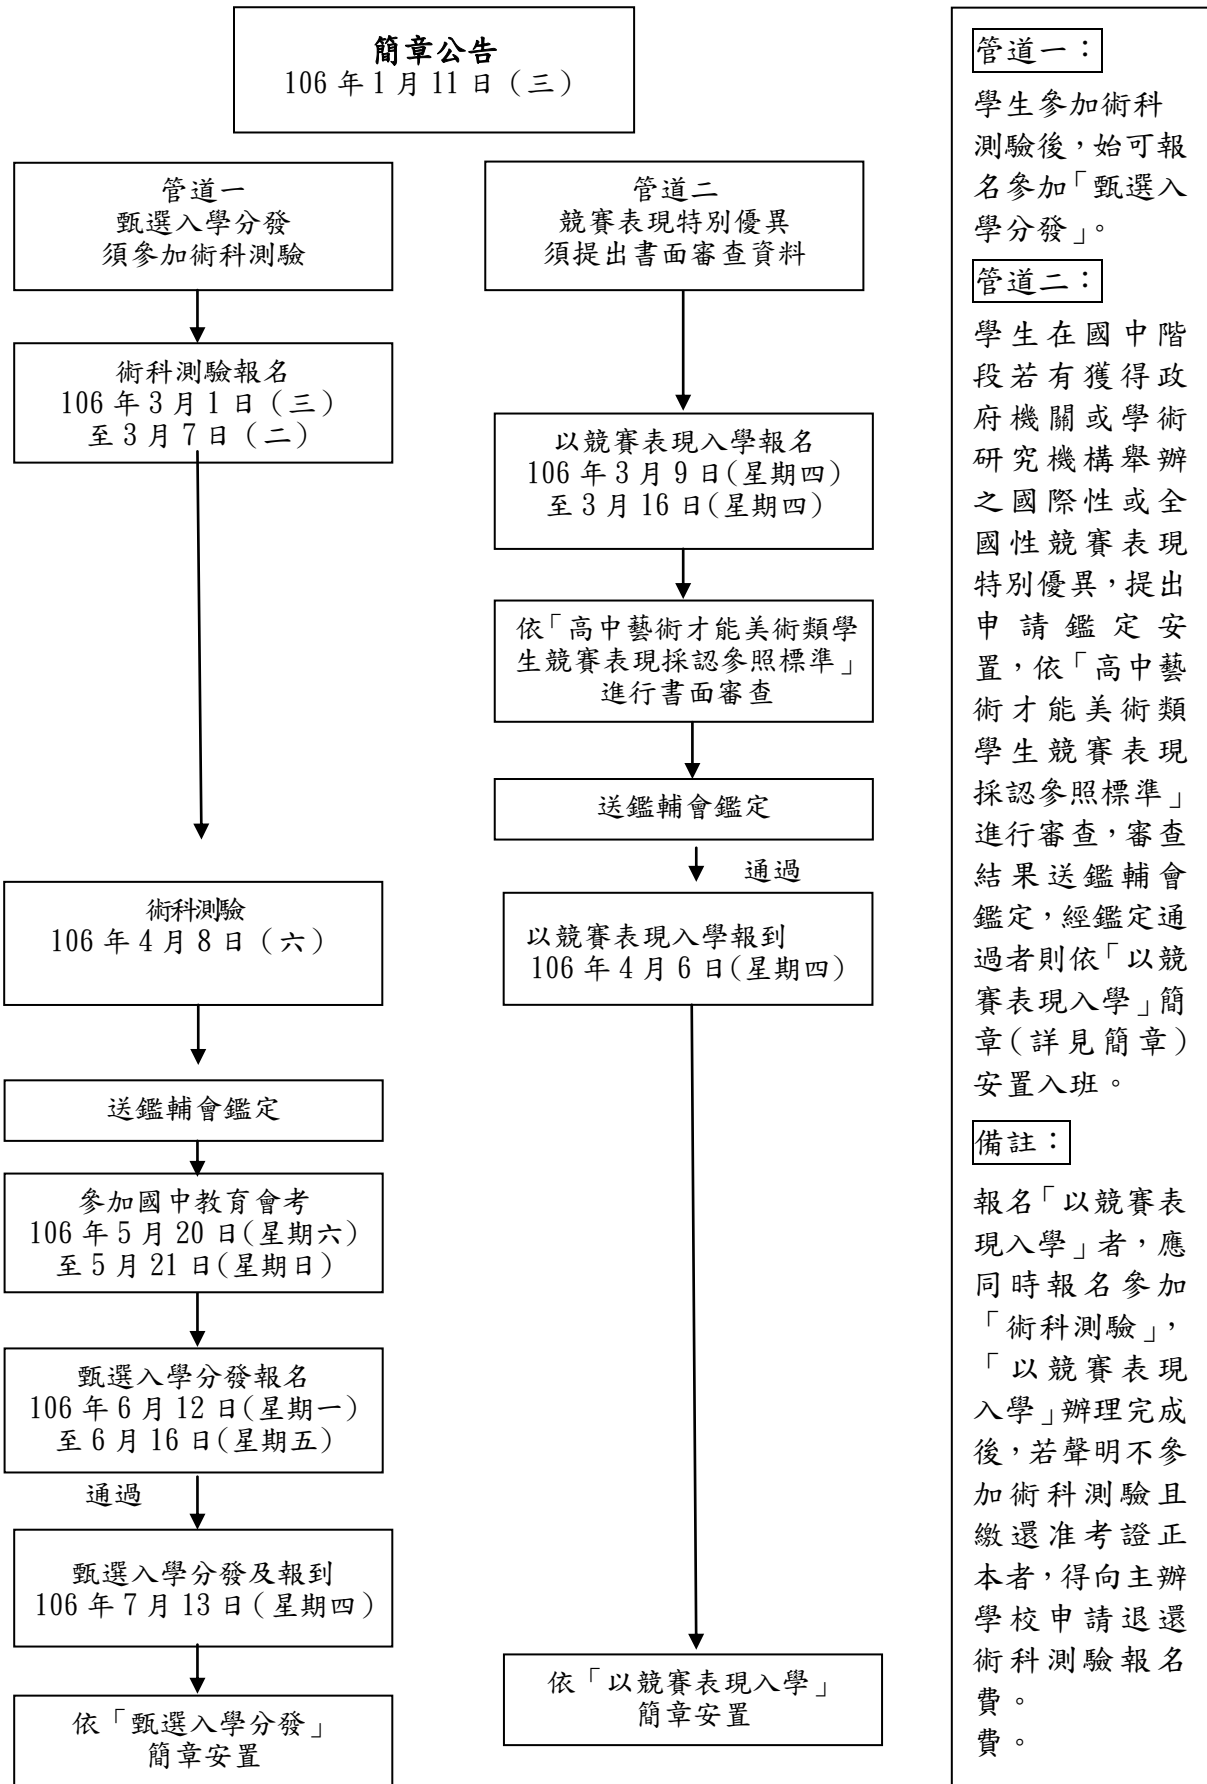 簡章公告
106 年 1 月 11 日（三）
管道一
甄選入學分發
須參加術科測驗
術科測驗報名
106 年 3 月 1 日（三）
至 3 月 7 日（二）
術科測驗
106 年 4 月 8 日（六）
送鑑輔會鑑定
參加國中教育會考
106 年 5 月 20 日(星期六)
至 5 月 21 日(星期日)
甄選入學分發報名
106 年 6 月 12 日(星期一)
至 6 月 16 日(星期五)
通過
甄選入學分發及報到
106 年 7 月 13 日(星期四)
依「甄選入學分發」
簡章安置
管道二
競賽表現特別優異
須提出書面審查資料
以競賽表現入學報名
106 年 3 月 9 日(星期四)
至 3 月 16 日(星期四)
依「高中藝術才能美術類學
生競賽表現採認參照標準」
進行書面審查
送鑑輔會鑑定
通過
以競賽表現入學報到
106 年 4 月 6 日(星期四)
依「以競賽表現入學」
簡章安置
管道一：
學生參加術科
測驗後，始可報
名參加「甄選入
學分發」。
管道二：
學生在國中階
段若有獲得政
府機關或學術
研究機構舉辦
之國際性或全
國性競賽表現
特別優異，提出
申請鑑定安
置，依「高中藝
術才能美術類
學生競賽表現
採認參照標準」
進行審查，審查
結果送鑑輔會
鑑定，經鑑定通
過者則依「以競
賽表現入學」簡
章(詳見簡章)
安置入班。
備註：
報名「以競賽表
現入學」者，應
同時報名參加
「術科測驗」，
「以競賽表現
入學」辦理完成
後，若聲明不參
加術科測驗且
繳還准考證正
本者，得向主辦
學校申請退還
術科測驗報名
費。
費。